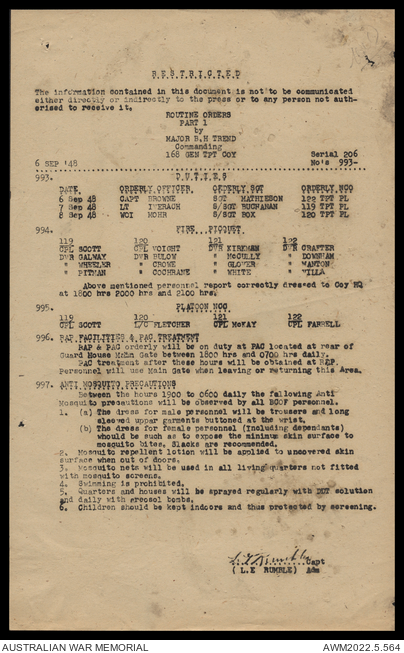 RESTRICTED
The information contained in this document is not to be communicated
either directly or indirectly to the press or to any person not auth-
orised to receive it.
ROUTINE ORDERS
PART 1
by
MAJOR B.H TREND
Commanding
168 GEN TPT COY Serial 206
6 SEP '48 No's 993-
993. DUTIES
DATE ORDERLY OFFICER ORDERLY SGT ORDERLY NCO
6 Sep 48 CAPT BROWNE SGT MATHIESON 122 TPT PL
7 Sep 48 LT IVERACH S/SGT BUCHANAN 119 TPT PL
8 Sep 48 WOI MOHR S/SGT BOX 120 TPT PL
994. FIRE PICQUET
119 120 121 122
CPL SCOTT CPL VOIGHT DVR KIRKMAN DVR CRAFTER
DVR GALWAY DVR BULOW " McCULLY " DOWNHAM
" WHEELER " CROWE " GLOVER " WANTON
" PITMAN " COCHRANE " WHITE " VILLA
Above mentioned personnel report correctly dressed to Coy HQ
at 1800 hrs 2000 hrs and 2100 hrs.
995. PLATOON NCO
119 120 121 122
CPL SCOTT L/C FLETCHER CPL McKAY CPL FARRELL
996. RAP FACILITIES & PAC TREATMENT
RAP & PAC orderly will be on duty at PAC located at rear of
Guard House Main Gate between 1800 hrs and 0700 hrs daily.
PAC treatment after these hours will be obtained at RAP.
Personnel will use Main Gate when leaving or returning this Area.
997. ANTI MOSQUITO PRECAUTIONS
Between the hours 1900 to 0600 daily the following Anti
Mosquito precautions will be observed by all BCOF personnel.
1. (a) The dress for male personnel will be trousers and long
sleeved upper garments buttoned at the wrist.
(b) The dress for female personnel (Including dependants)
whould be such as to expose the minimum skin surface to
mosquito bites. Slacks are recommended.
2. Mosquito repellent lotion will be applied to uncovered skin
surface when out of doors.
3. Mosquito nets will be used in all living quarters not fitted
with mosquito screens.
4. Swimming is prohibited.
5. Quarters and houses will be sprayed regularly with DDT solution
and daily with areosol bombs.
6. Children should be kept indoors and thus protected by screening.
Capt
(L.E RUMBLE) Adm
AUSTRALIAN WAR MEMORIAL AWM2022.5.564